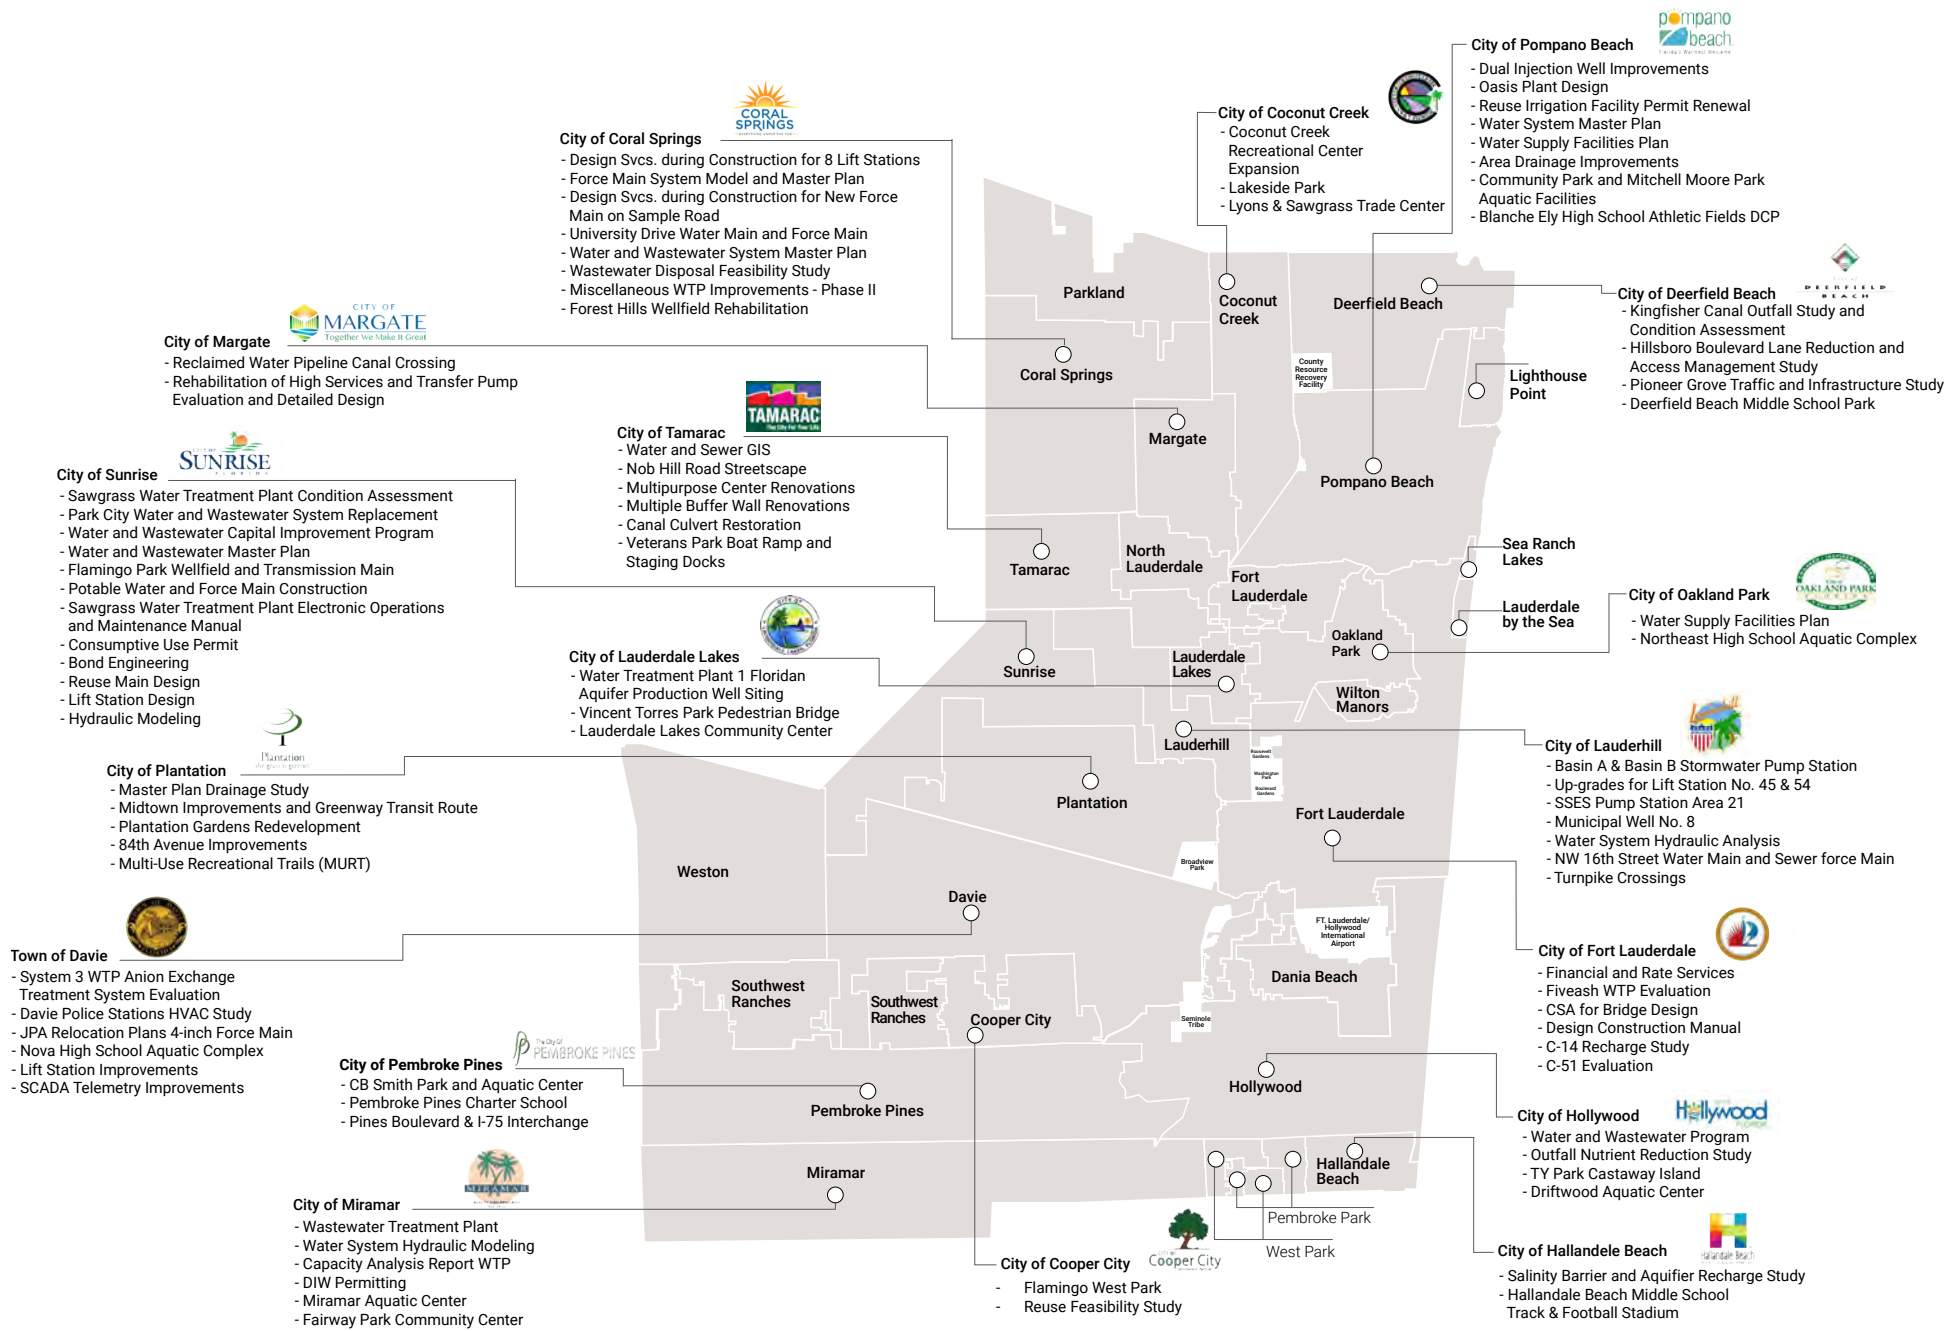 pompano
beach
City of Pompano Beach
- Dual Injection Well Improvements
- Oasis Plant Design
- Reuse Irrigation Facility Permit Renewal
- Water System Master Plan
- Water Supply Facilities Plan
- Area Drainage Improvements
- Community Park and Mitchell Moore Park
Aquatic Facilities
- Blanche Ely High School Athletic Fields DCP
City of Coconut Creek
- Coconut Creek
Recreational Center
Expansion
- Lakeside Park
- Lyons & Sawgrass Trade Center
CORAL
SPRINGS
City of Coral Springs
- Design Svcs. during Construction for 8 Lift Stations
- Force Main System Model and Master Plan
- Design Svcs. during Construction for New Force
Main on Sample Road
- University Drive Water Main and Force Main
- Water and Wastewater System Master Plan
- Wastewater Disposal Feasibility Study
- Miscellaneous WTP Improvements - Phase II
- Forest Hills Wellfield Rehabilitation
DEERFIELD
BEACH
City of Deerfield Beach
- Kingfisher Canal Outfall Study and
Condition Assessment
- Hillsboro Boulevard Lane Reduction and
Access Management Study
- Pioneer Grove Traffic and Infrastructure Study
- Deerfield Beach Middle School Park
CITY OF
MARGATE
Together We Make It Great
City of Margate
- Reclaimed Water Pipeline Canal Crossing
- Rehabilitation of High Services and Transfer Pump
Evaluation and Detailed Design
TAMARAC
The City For Your Life
City of Tamarac
- Water and Sewer GIS
- Nob Hill Road Streetscape
- Multipurpose Center Renovations
- Multiple Buffer Wall Renovations
- Canal Culvert Restoration
- Veterans Park Boat Ramp and
Staging Docks
SUNRISE
City of Sunrise
- Sawgrass Water Treatment Plant Condition Assessment
- Park City Water and Wastewater System Replacement
- Water and Wastewater Capital Improvement Program
- Water and Wastewater Master Plan
- Flamingo Park Wellfield and Transmission Main
- Potable Water and Force Main Construction
- Sawgrass Water Treatment Plant Electronic Operations
and Maintenance Manual
- Consumptive Use Permit
- Bond Engineering
- Reuse Main Design
- Lift Station Design
- Hydraulic Modeling
City of Lauderdale Lakes
- Water Treatment Plant 1 Floridan
Aquifer Production Well Siting
- Vincent Torres Park Pedestrian Bridge
- Lauderdale Lakes Community Center
OAKLAND PARK
City of Oakland Park
- Water Supply Facilities Plan
- Northeast High School Aquatic Complex
Plantation
City of Plantation
- Master Plan Drainage Study
- Midtown Improvements and Greenway Transit Route
- Plantation Gardens Redevelopment
- 84th Avenue Improvements
- Multi-Use Recreational Trails (MURT)
City of Lauderhill
- Basin A & Basin B Stormwater Pump Station
- Up-grades for Lift Station No. 45 & 54
- SSES Pump Station Area 21
- Municipal Well No. 8
- Water System Hydraulic Analysis
- NW 16th Street Water Main and Sewer force Main
- Turnpike Crossings
Town of Davie
- System 3 WTP Anion Exchange
Treatment System Evaluation
- Davie Police Stations HVAC Study
- JPA Relocation Plans 4-inch Force Main
- Nova High School Aquatic Complex
- Lift Station Improvements
- SCADA Telemetry Improvements
City of Fort Lauderdale
- Financial and Rate Services
- Fiveash WTP Evaluation
- CSA for Bridge Design
- Design Construction Manual
- C-14 Recharge Study
- C-51 Evaluation
The City Of
PEMBROKE PINES
City of Pembroke Pines
- CB Smith Park and Aquatic Center
- Pembroke Pines Charter School
- Pines Boulevard & I-75 Interchange
Hollywood
City of Hollywood
- Water and Wastewater Program
- Outfall Nutrient Reduction Study
- TY Park Castaway Island
- Driftwood Aquatic Center
MIRAMAR
City of Miramar
- Wastewater Treatment Plant
- Water System Hydraulic Modeling
- Capacity Analysis Report WTP
- DIW Permitting
- Miramar Aquatic Center
- Fairway Park Community Center
CITY OF
Cooper City
City of Cooper City
- Flamingo West Park
- Reuse Feasibility Study
Hallandale Beach
City of Hallandele Beach
- Salinity Barrier and Aquifier Recharge Study
- Hallandale Beach Middle School
Track & Football Stadium
Parkland
Coconut
Creek
Deerfield Beach
County
Resource
Recovery
Facility
Lighthouse
Point
Coral Springs
Margate
Pompano Beach
Tamarac
North
Lauderdale
Fort
Lauderdale
Sea Ranch
Lakes
Lauderdale
by the Sea
Oakland
Park
Sunrise
Lauderdale
Lakes
Wilton
Manors
Lauderhill
Roosevelt
Gardens
Washington
Park
Boulevard
Gardens
Plantation
Fort Lauderdale
Broadview
Park
Weston
Davie
FT. Lauderdale/
Hollywood
International
Airport
Dania Beach
Southwest
Ranches
Southwest
Ranches
Cooper City
Seminole
Tribe
Hollywood
Pembroke Pines
Miramar
Hallandale
Beach
Pembroke Park
West Park